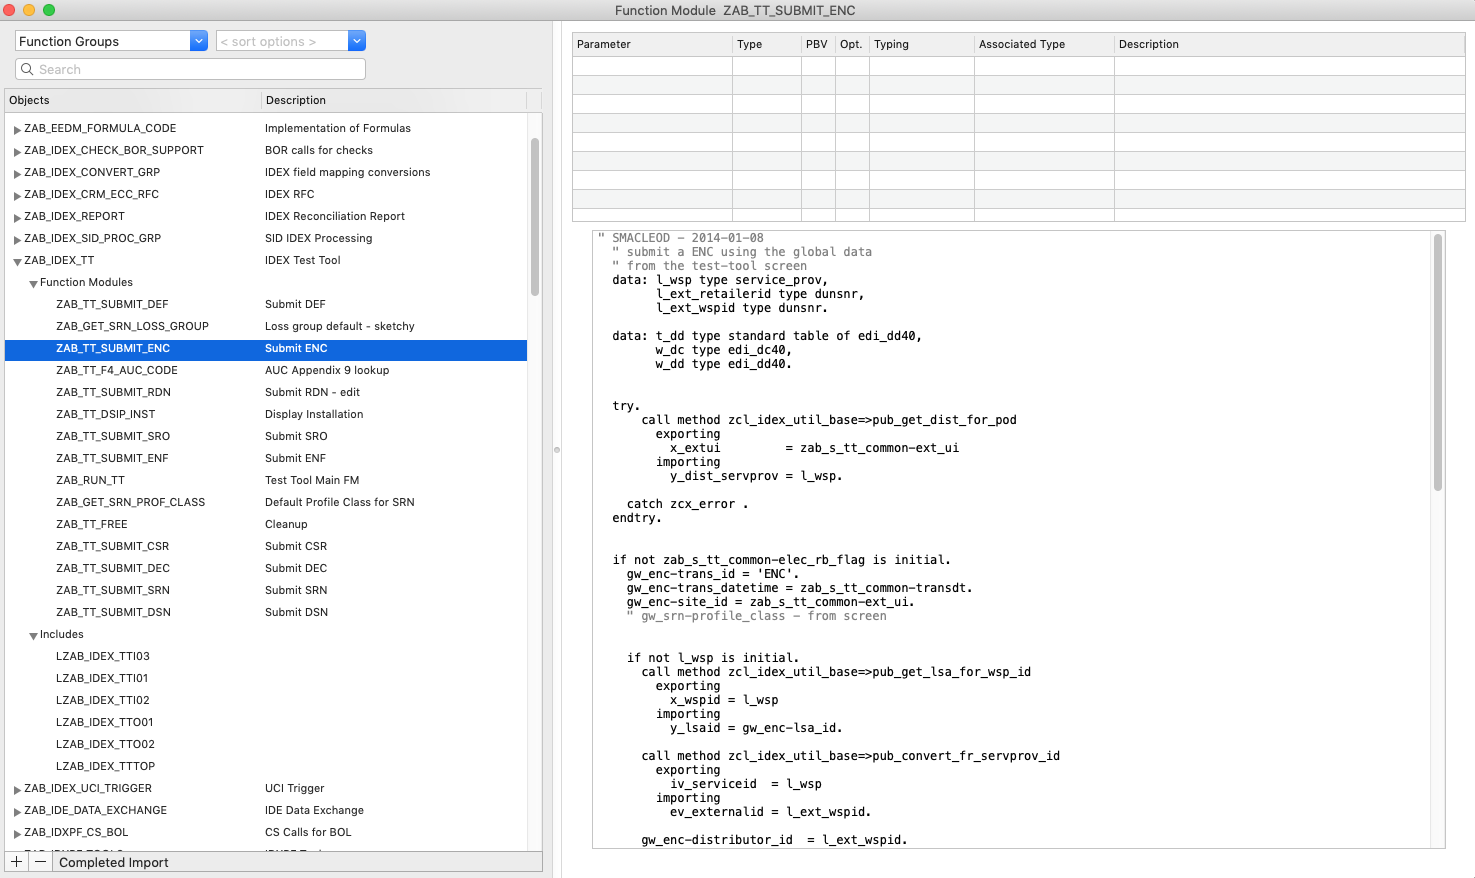 Function Module  ZAB_TT_SUBMIT_ENC
Function Groups
< sort options >
Search
Objects Description
ZAB_EEDM_FORMULA_CODE Implementation of Formulas
ZAB_IDEX_CHECK_BOR_SUPPORT BOR calls for checks
ZAB_IDEX_CONVERT_GRP IDEX field mapping conversions
ZAB_IDEX_CRM_ECC_RFC IDEX RFC
ZAB_IDEX_REPORT IDEX Reconciliation Report
ZAB_IDEX_SID_PROC_GRP SID IDEX Processing
ZAB_IDEX_TT IDEX Test Tool
Function Modules
ZAB_TT_SUBMIT_DEF Submit DEF
ZAB_GET_SRN_LOSS_GROUP Loss group default - sketchy
ZAB_TT_SUBMIT_ENC Submit ENC
ZAB_TT_F4_AUC_CODE AUC Appendix 9 lookup
ZAB_TT_SUBMIT_RDN Submit RDN - edit
ZAB_TT_DSIP_INST Display Installation
ZAB_TT_SUBMIT_SRO Submit SRO
ZAB_TT_SUBMIT_ENF Submit ENF
ZAB_RUN_TT Test Tool Main FM
ZAB_GET_SRN_PROF_CLASS Default Profile Class for SRN
ZAB_TT_FREE Cleanup
ZAB_TT_SUBMIT_CSR Submit CSR
ZAB_TT_SUBMIT_DEC Submit DEC
ZAB_TT_SUBMIT_SRN Submit SRN
ZAB_TT_SUBMIT_DSN Submit DSN
Includes
LZAB_IDEX_TTI03
LZAB_IDEX_TTI01
LZAB_IDEX_TTI02
LZAB_IDEX_TTO01
LZAB_IDEX_TTO02
LZAB_IDEX_TTTOP
ZAB_IDEX_UCI_TRIGGER UCI Trigger
ZAB_IDE_DATA_EXCHANGE IDE Data Exchange
ZAB_IDXPF_CS_BOL CS Calls for BOL
Completed Import
Parameter Type PBV Opt. Typing Associated Type Description
" SMACLEOD - 2014-01-08
" submit a ENC using the global data
" from the test-tool screen
data: l_wsp type service_prov,
l_ext_retailerid type dunsnr,
l_ext_wspid type dunsnr.
data: t_dd type standard table of edi_dd40,
w_dc type edi_dc40,
w_dd type edi_dd40.
try.
call method zcl_idex_util_base=>pub_get_dist_for_pod
exporting
x_extui         = zab_s_tt_common-ext_ui
importing
y_dist_servprov = l_wsp.
catch zcx_error .
endtry.
if not zab_s_tt_common-elec_rb_flag is initial.
gw_enc-trans_id = 'ENC'.
gw_enc-trans_datetime = zab_s_tt_common-transdt.
gw_enc-site_id = zab_s_tt_common-ext_ui.
" gw_srn-profile_class - from screen
if not l_wsp is initial.
call method zcl_idex_util_base=>pub_get_lsa_for_wsp_id
exporting
x_wspid = l_wsp
importing
y_lsaid = gw_enc-lsa_id.
call method zcl_idex_util_base=>pub_convert_fr_servprov_id
exporting
iv_serviceid  = l_wsp
importing
ev_externalid = l_ext_wspid.
gw_enc-distributor_id  = l_ext_wspid.